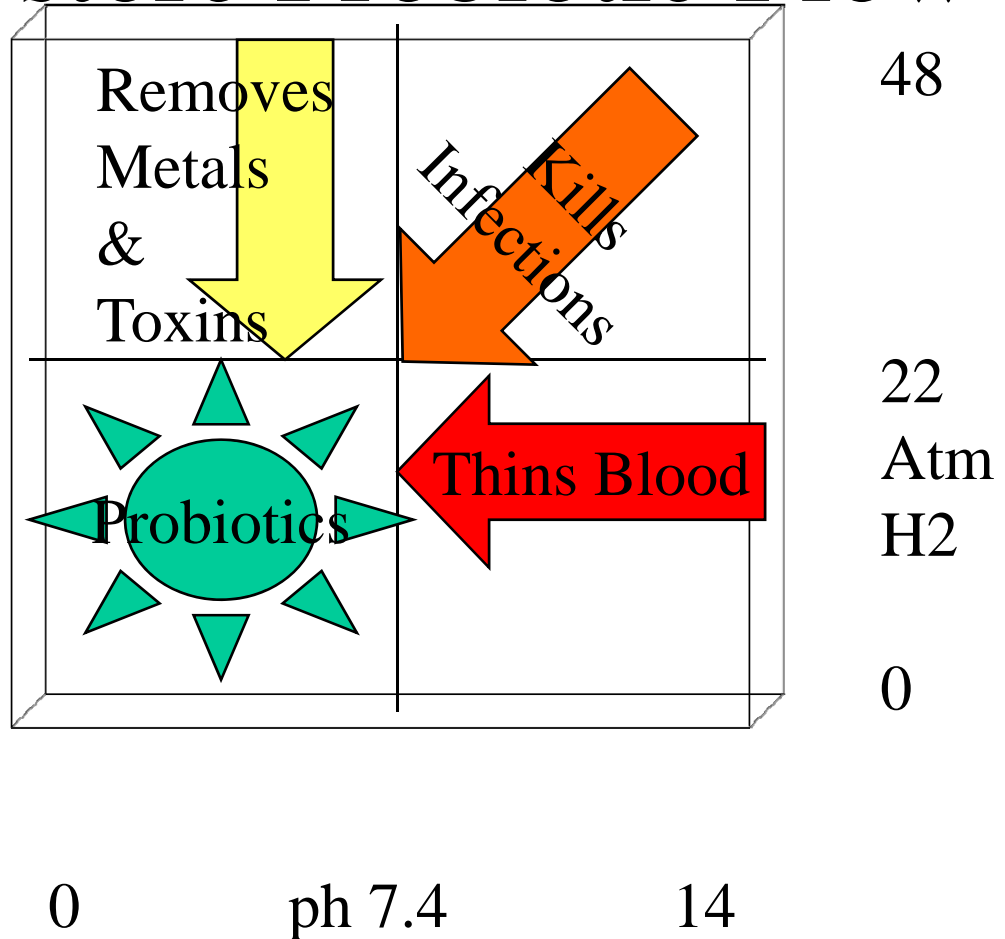 Removes
Metals
&
Toxins
Kills
Infections
Probiotics
Thins Blood
48
22
Atm
H2
0
0 ph 7.4 14